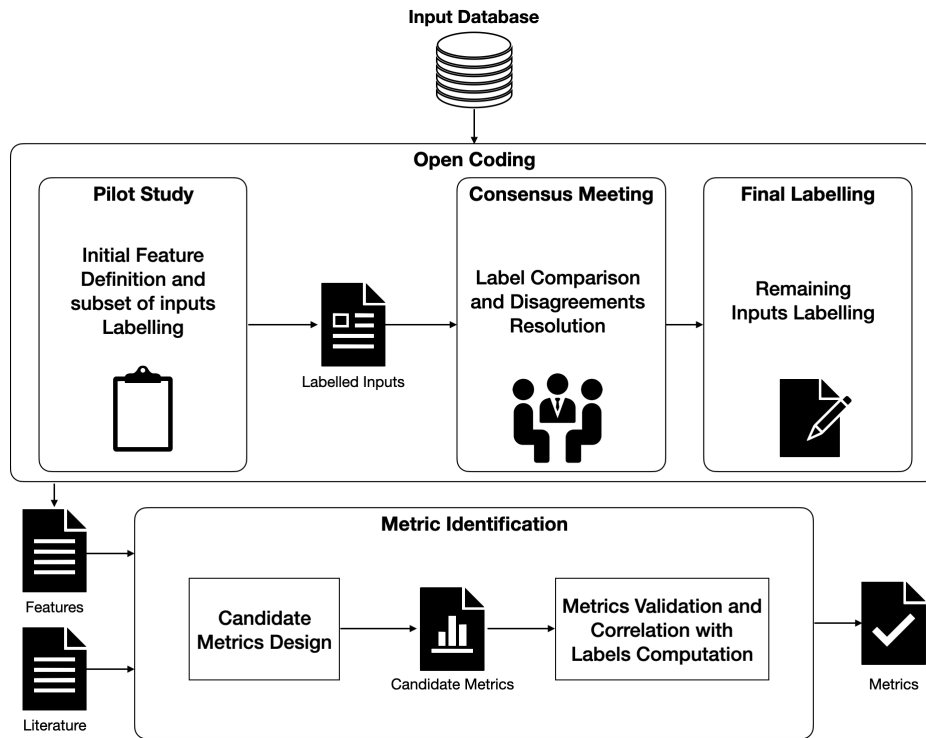 Input Database
Open Coding
Pilot Study
Initial Feature
Definition and
subset of inputs
Labelling
Labelled Inputs
Consensus Meeting
Label Comparison
and Disagreements
Resolution
Final Labelling
Remaining
Inputs Labelling
Features
Literature
Metric Identification
Candidate
Metrics Design
Candidate Metrics
Metrics Validation and
Correlation with
Labels Computation
Metrics